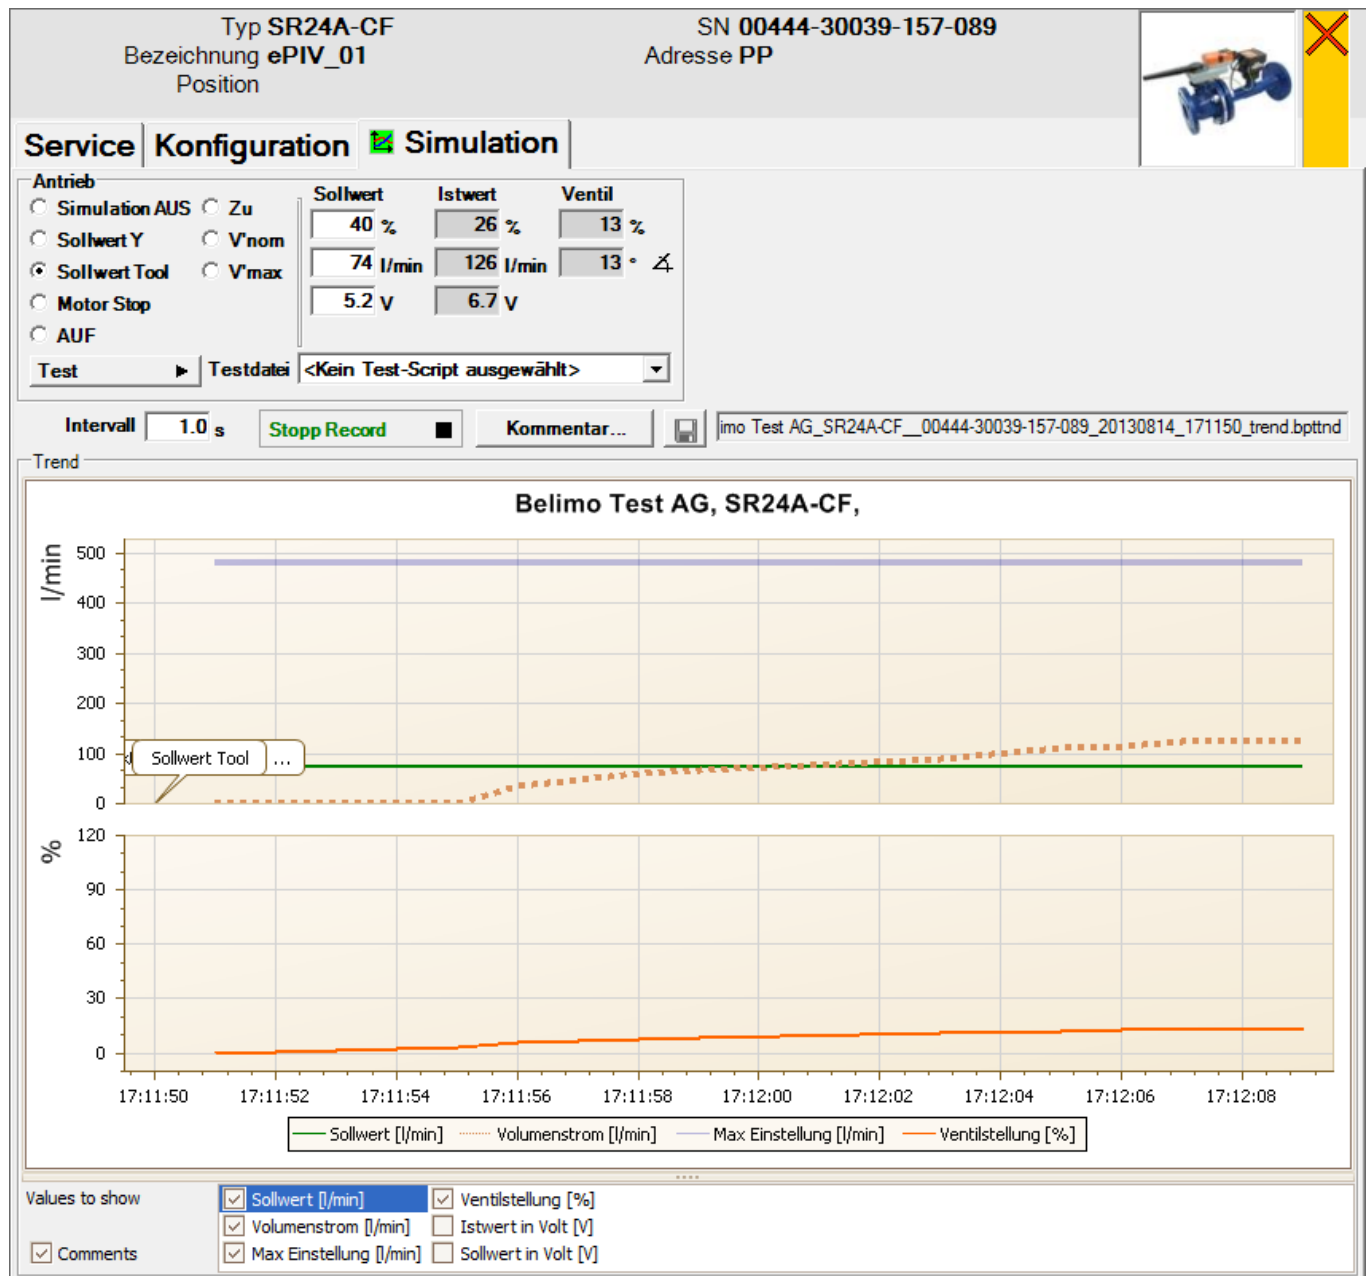 Typ SR24A-CF SN 00444-30039-157-089
Bezeichnung ePIV_01 Adresse PP
Position
Service Konfiguration Simulation
Antrieb
Simulation AUS Zu
Sollwert Y V'nom
Sollwert Tool V'max
Motor Stop
AUF
Sollwert Istwert Ventil
40 % 26 % 13 %
74 l/min 126 l/min 13 °
5.2 V 6.7 V
Test Testdatei <Kein Test-Script ausgewählt>
Intervall 1.0 s Stopp Record Kommentar... imo Test AG_SR24A-CF__00444-30039-157-089_20130814_171150_trend.bpttnd
Trend
Belimo Test AG, SR24A-CF,
l/min
500
400
300
200
100
0
Sollwert Tool ...
%
120
90
60
30
0
17:11:50 17:11:52 17:11:54 17:11:56 17:11:58 17:12:00 17:12:02 17:12:04 17:12:06 17:12:08
Sollwert [l/min] Volumenstrom [l/min] Max Einstellung [l/min] Ventilstellung [%]
Values to show Sollwert [l/min] Ventilstellung [%]
Volumenstrom [l/min] Istwert in Volt [V]
Comments Max Einstellung [l/min] Sollwert in Volt [V]